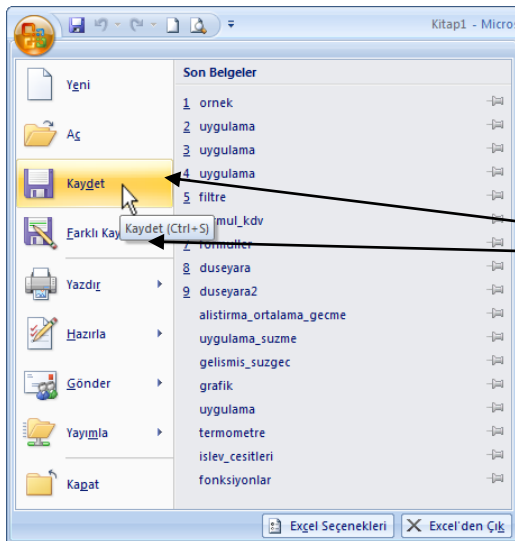 Kitap1 - Micros
Yeni
Aç
Kaydet
Kaydet (Ctrl+S)
Farklı Kay
Yazdır
Hazırla
Gönder
Yayımla
Kapat
Son Belgeler
1 ornek
2 uygulama
3 uygulama
4 uygulama
5 filtre
mul_kdv
7 formuller
8 duseyara
9 duseyara2
alistirma_ortalama_gecme
uygulama_suzme
gelismis_suzgec
grafik
uygulama
termometre
islev_cesitleri
fonksiyonlar
Excel Seçenekleri
Excel'den Çık